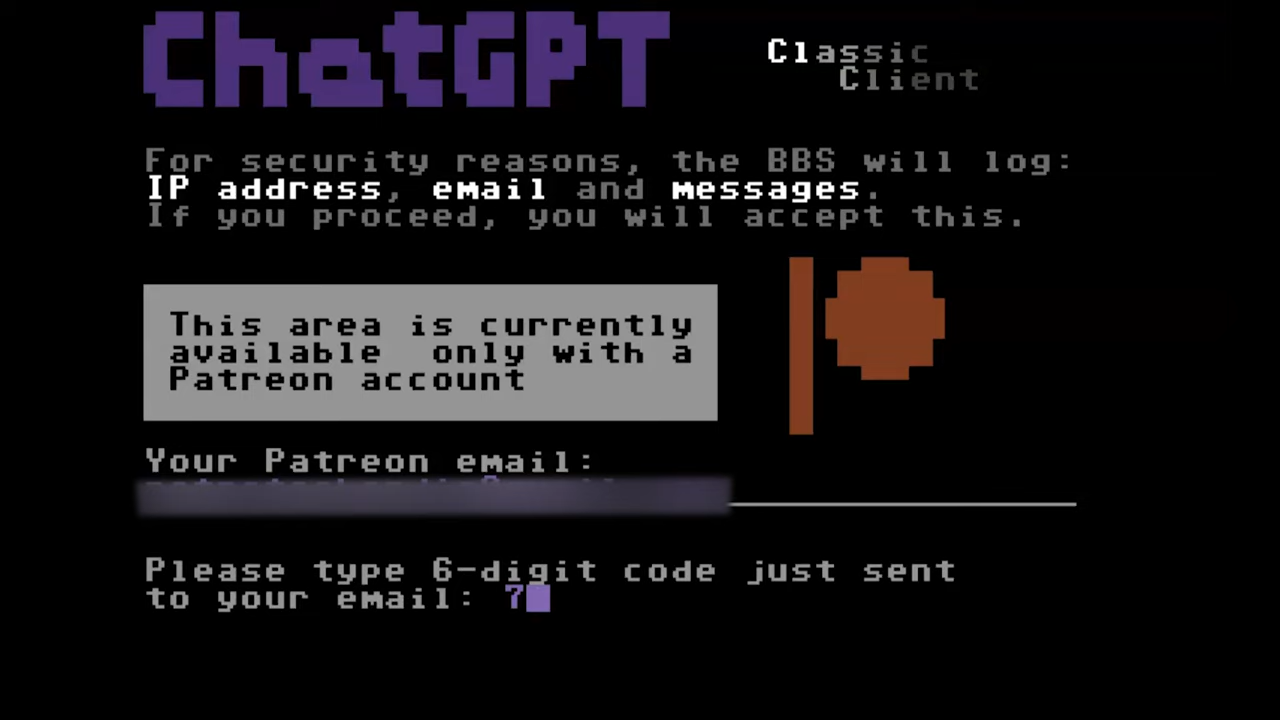 ChatGPT
Classic
Client
For security reasons, the BBS will log:
IP address, email and messages.
If you proceed, you will accept this.
This area is currently
available  only with a
Patreon account
Your Patreon email:
Please type 6-digit code just sent
to your email: 7